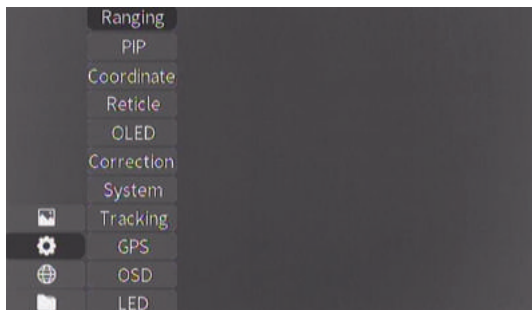 Ranging
PIP
Coordinate
Reticle
OLED
Correction
System
Tracking
GPS
OSD
LED